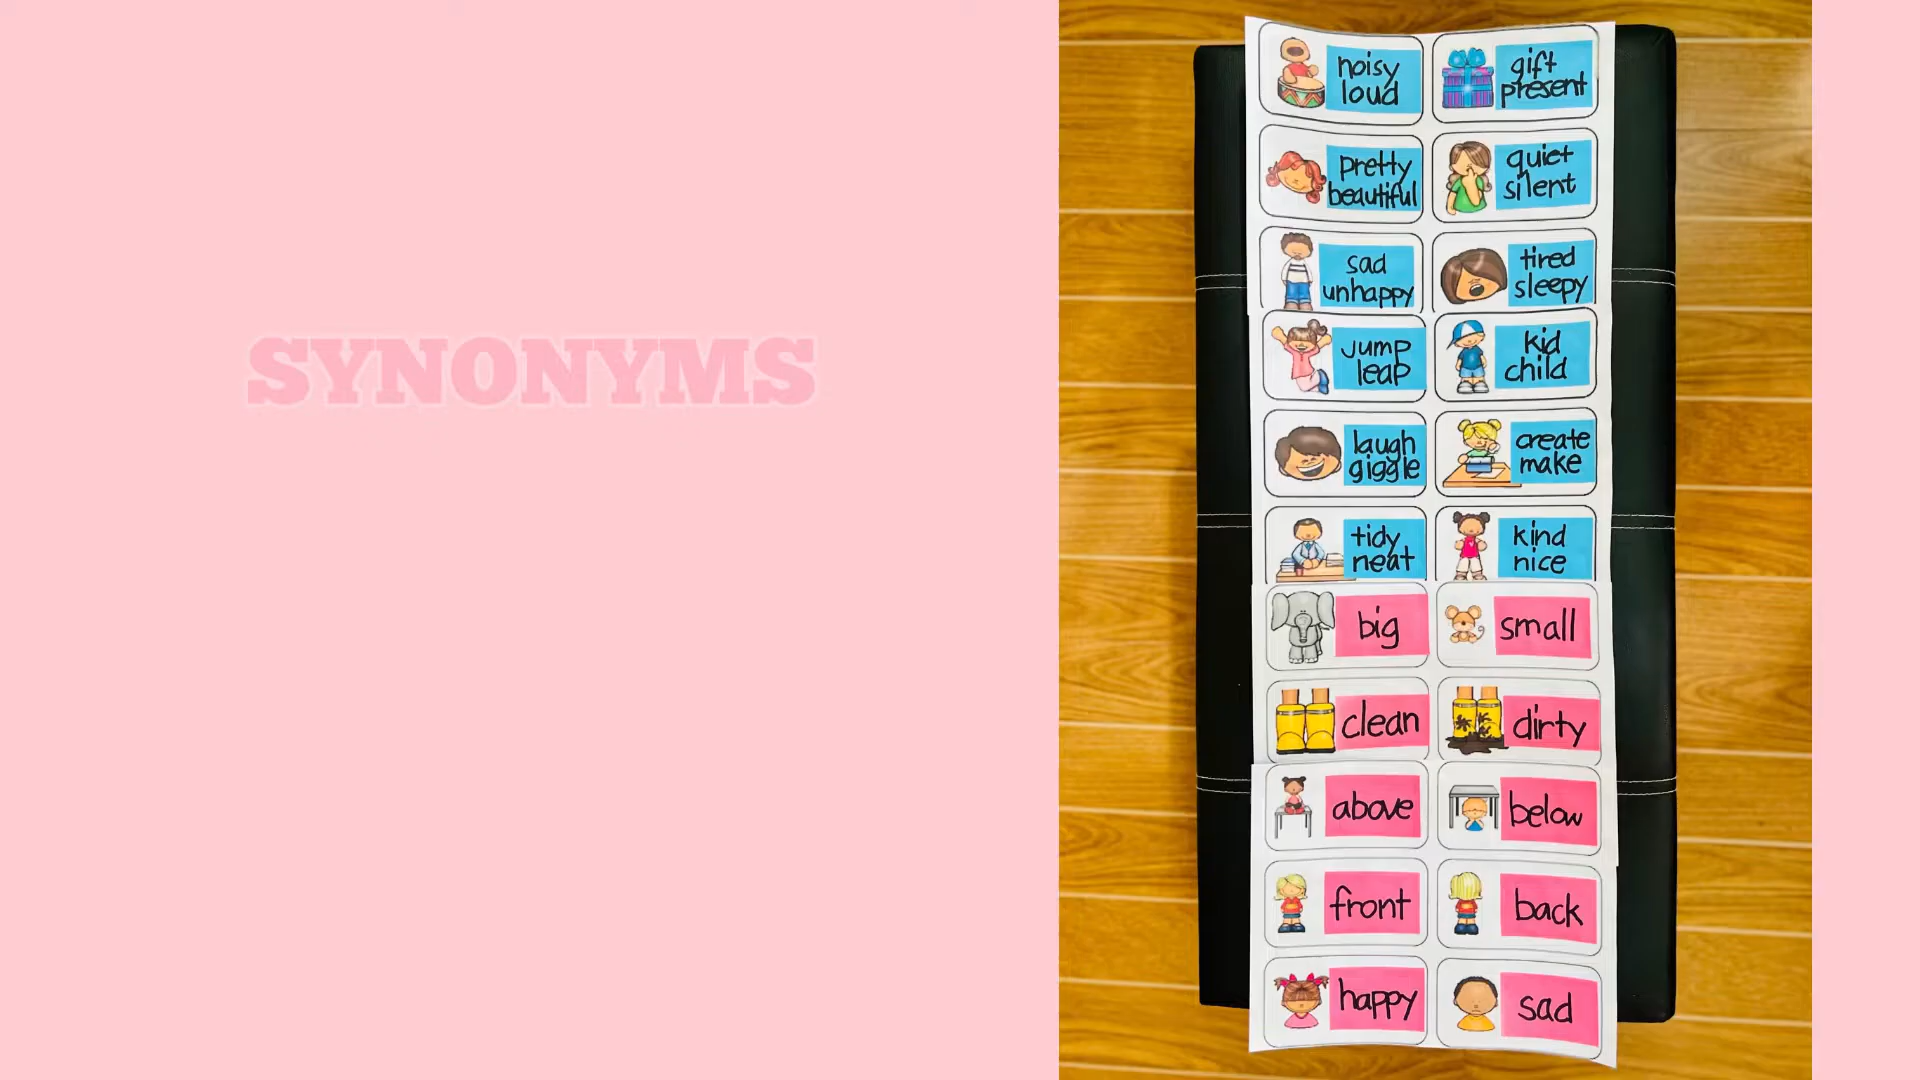 SYNONYMS
noisy
loud
gift
present
pretty
beautiful
quiet
silent
sad
unhappy
tired
sleepy
jump
leap
kid
child
laugh
giggle
create
make
tidy
neat
kind
nice
big
small
clean
dirty
above
below
front
back
happy
sad